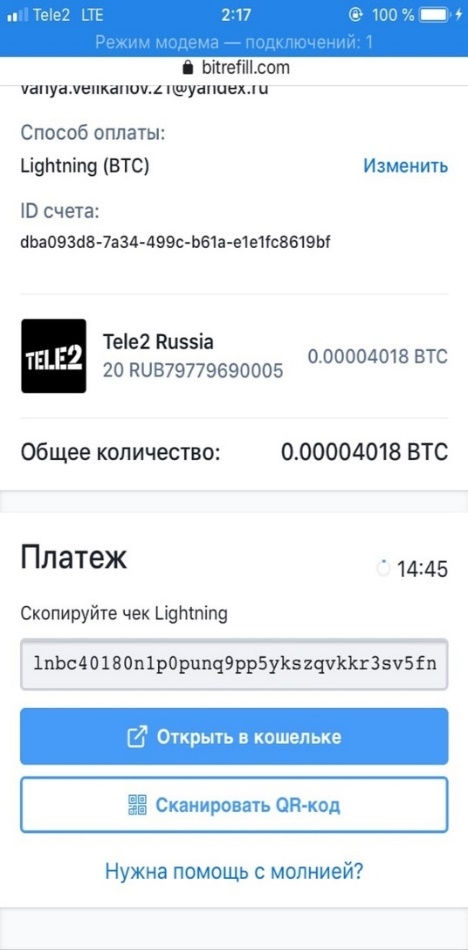 Tele2 LTE 2:17 100 %
Режим модема — подключений: 1
bitrefill.com
vanya.velikanov.21@yandex.ru
Способ оплаты:
Lightning (BTC) Изменить
ID счета:
dba093d8-7a34-499c-b61a-e1e1fc8619bf
TELE2
Tele2 Russia
20 RUB79779690005 0.00004018 BTC
Общее количество: 0.00004018 BTC
Платеж 14:45
Скопируйте чек Lightning
lnbc40180n1p0punq9pp5ykszqvkkr3sv5fn
Открыть в кошельке
Сканировать QR-код
Нужна помощь с молнией?